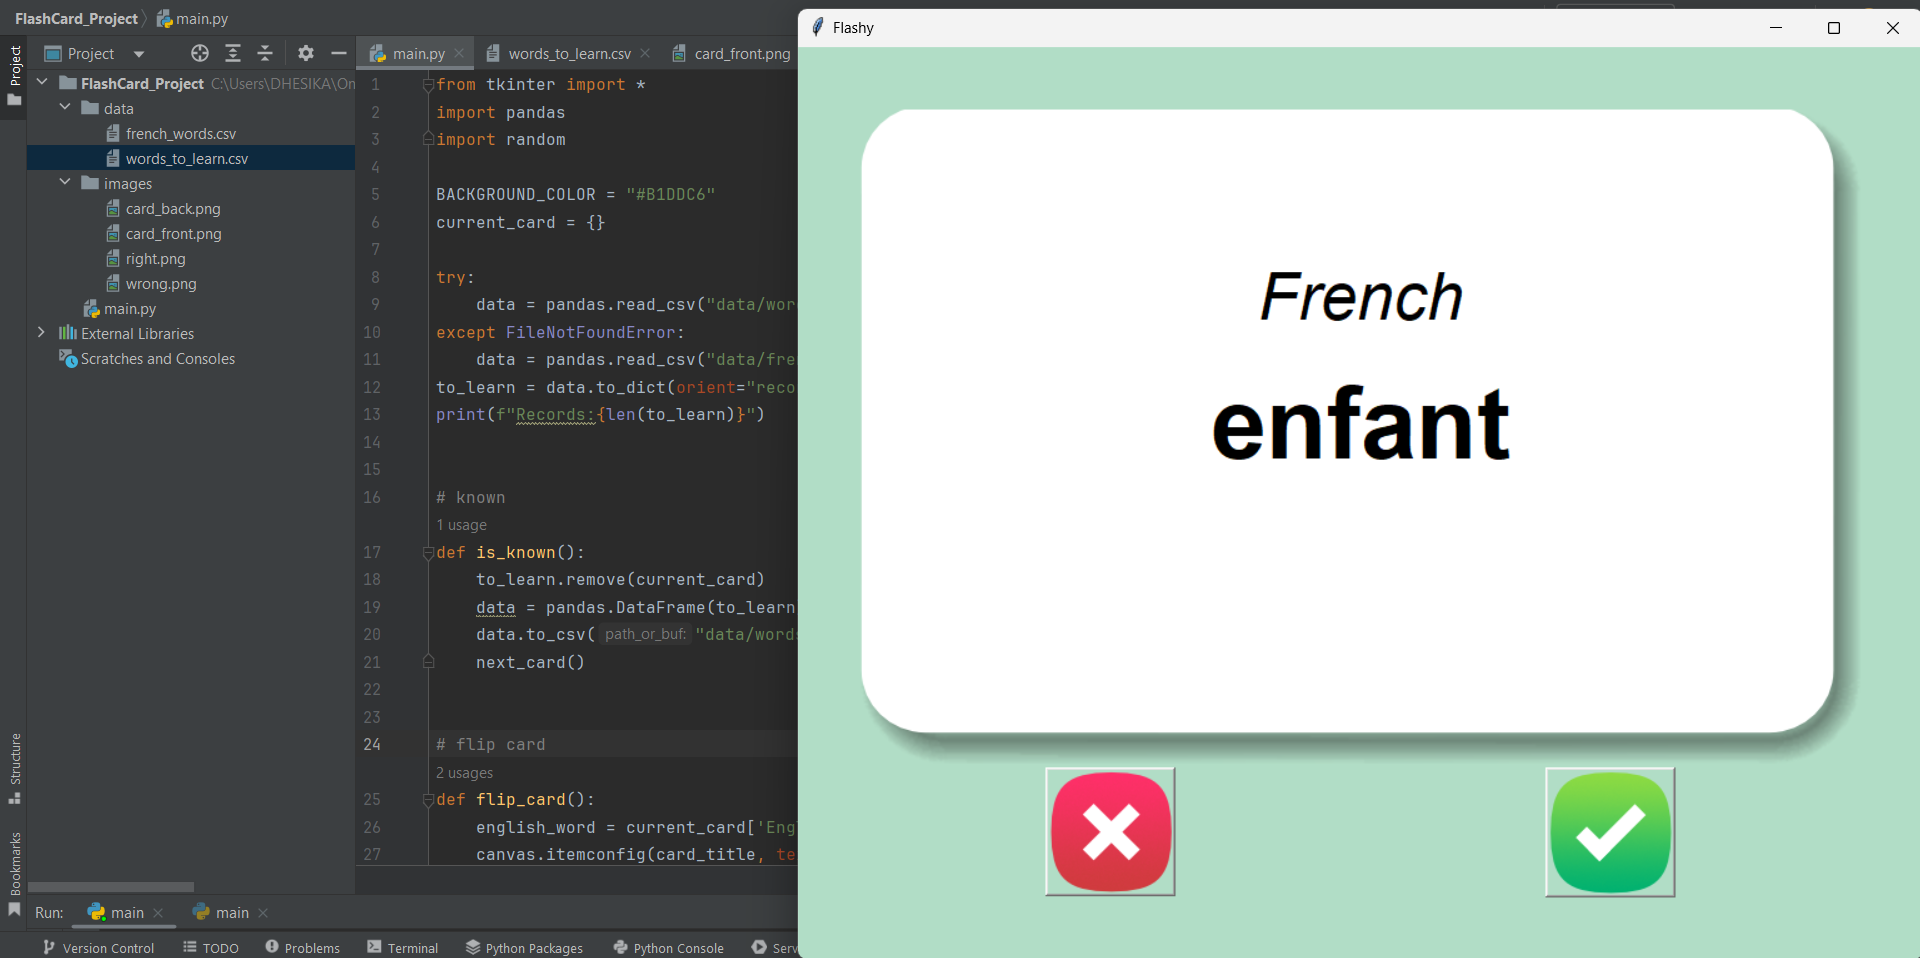 FlashCard_Project
main.py
Project
Project
FlashCard_Project C:\Users\DHESIKA\On
data
french_words.csv
words_to_learn.csv
images
card_back.png
card_front.png
right.png
wrong.png
main.py
External Libraries
Scratches and Consoles
Structure
Bookmarks
main.py
words_to_learn.csv
card_front.png
1 from tkinter import *
2 import pandas
3 import random
4
5 BACKGROUND_COLOR = "#B1DDC6"
6 current_card = {}
7
8 try:
9 data = pandas.read_csv("data/wor
10 except FileNotFoundError:
11 data = pandas.read_csv("data/fre
12 to_learn = data.to_dict(orient="reco
13 print(f"Records:{len(to_learn)}")
14
15
16 # known
1 usage
17 def is_known():
18 to_learn.remove(current_card)
19 data = pandas.DataFrame(to_learn
20 data.to_csv( path_or_buf: "data/words
21 next_card()
22
23
24 # flip card
2 usages
25 def flip_card():
26 english_word = current_card['Eng
27 canvas.itemconfig(card_title, te
Run: main main
Version Control TODO Problems Terminal Python Packages Python Console Serv
Flashy
French
enfant